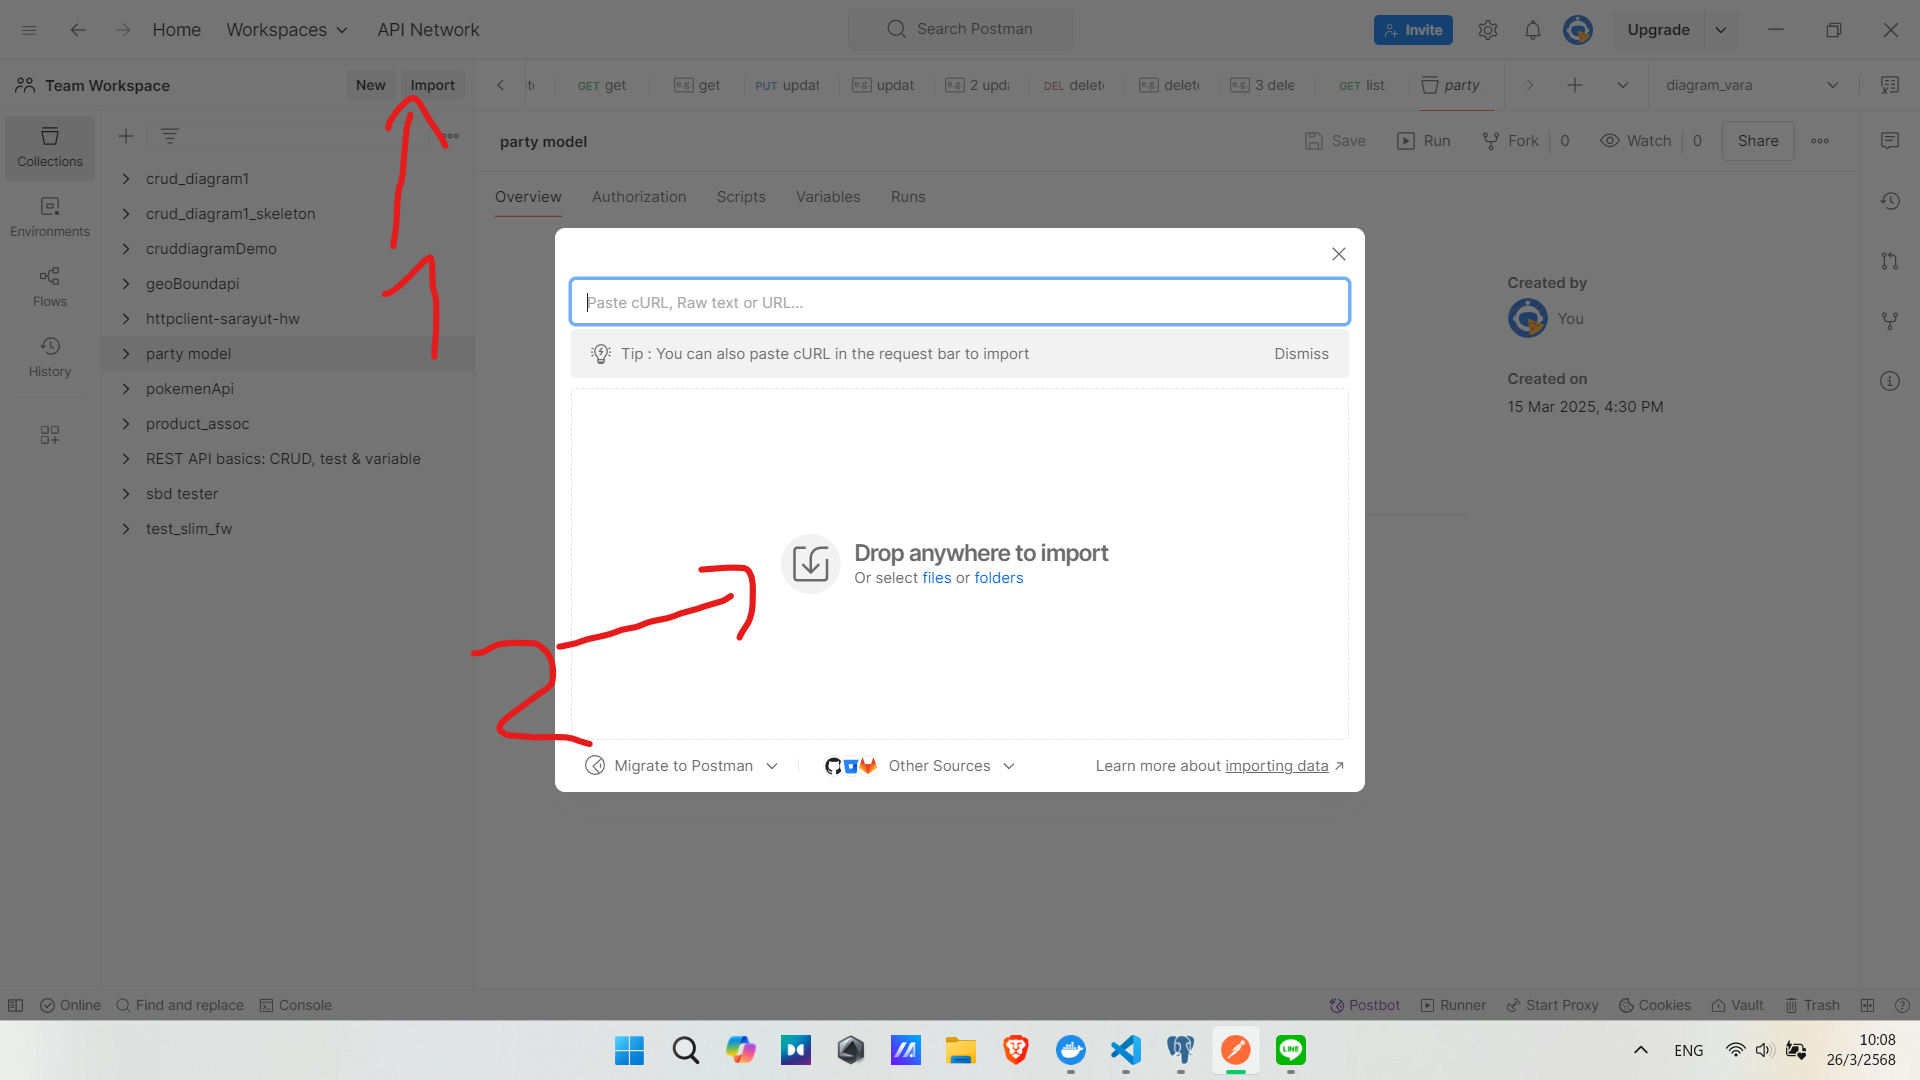 Home
Workspaces
API Network
Search Postman
Invite
Upgrade
Team Workspace
New
Import
GET get
e.g. get
PUT updat
e.g. updat
e.g. 2 upd
DEL delet
e.g. delet
e.g. 3 dele
GET list
party
diagram_vara
Collections
Environments
Flows
History
crud_diagram1
crud_diagram1_skeleton
cruddiagramDemo
geoBoundapi
httpclient-sarayut-hw
party model
pokemenApi
product_assoc
REST API basics: CRUD, test & variable
sbd tester
test_slim_fw
1
party model
Save
Run
Fork 0
Watch 0
Share
Overview
Authorization
Scripts
Variables
Runs
Created by
You
Created on
15 Mar 2025, 4:30 PM
Paste cURL, Raw text or URL...
Tip : You can also paste cURL in the request bar to import
Dismiss
Drop anywhere to import
Or select files or folders
2
Migrate to Postman
Other Sources
Learn more about importing data
Online
Find and replace
Console
Postbot
Runner
Start Proxy
Cookies
Vault
Trash
LINE
ENG
10:08
26/3/2568